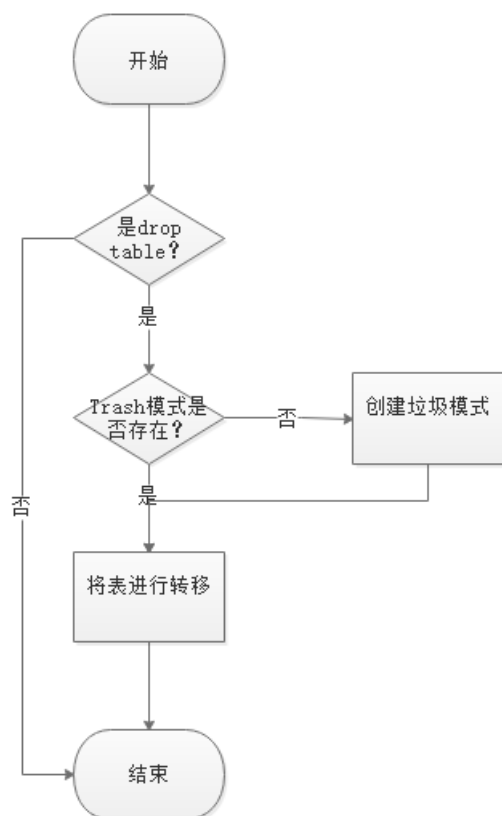 开始
是drop
table？
是
Trash模式是
否存在？
否
创建垃圾模式
是
否
将表进行转移
结束